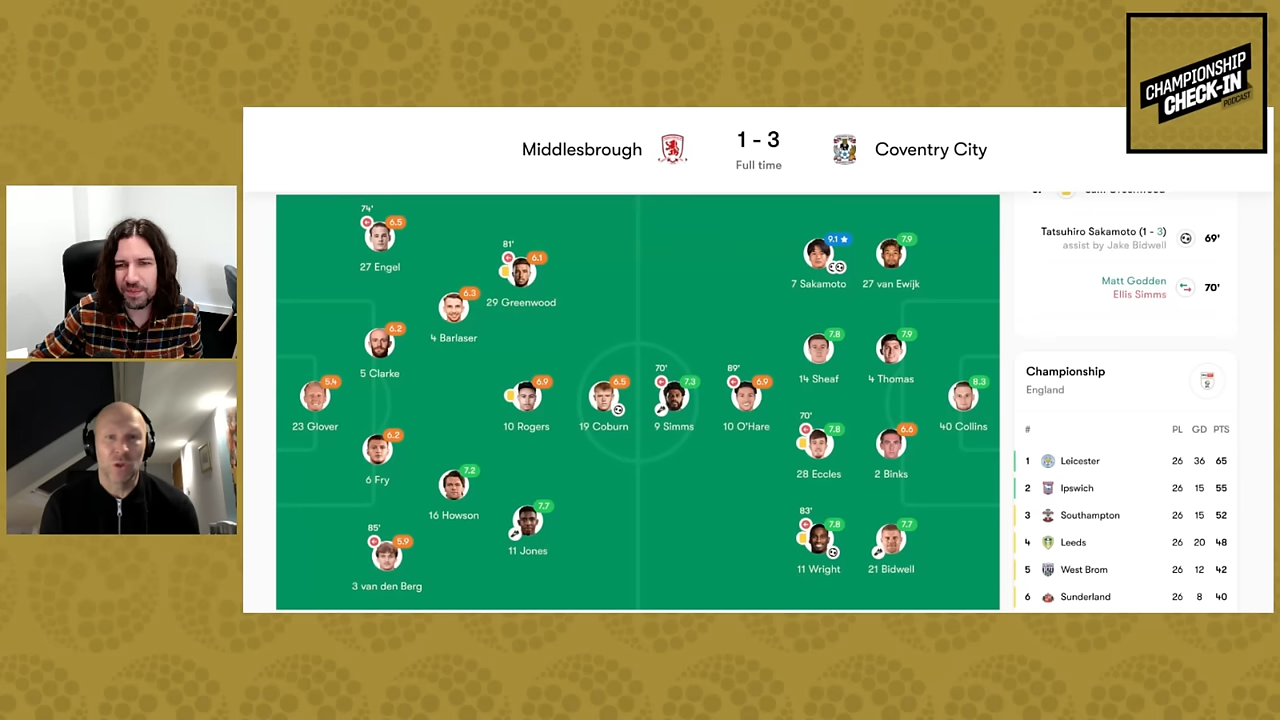 CHAMPIONSHIP
CHECK-IN
PODCAST
Middlesbrough
1 - 3
Full time
Coventry City
74'
6.5
27 Engel
81'
6.1
29 Greenwood
6.3
4 Barlaser
6.2
5 Clarke
5.4
23 Glover
6.9
10 Rogers
6.5
19 Coburn
6.2
6 Fry
7.2
16 Howson
7.7
11 Jones
85'
5.9
3 van den Berg
9.1
7 Sakamoto
7.9
27 van Ewijk
7.8
14 Sheaf
7.9
4 Thomas
70'
7.3
9 Simms
89'
6.9
10 O'Hare
8.3
40 Collins
70'
7.8
28 Eccles
6.6
2 Binks
83'
7.8
11 Wright
7.7
21 Bidwell
Tatsuhiro Sakamoto (1 - 3)
assist by Jake Bidwell
69'
Matt Godden
Ellis Simms
70'
Championship
England
# PL GD PTS
1 Leicester 26 36 65
2 Ipswich 26 15 55
3 Southampton 26 15 52
4 Leeds 26 20 48
5 West Brom 26 12 42
6 Sunderland 26 8 40